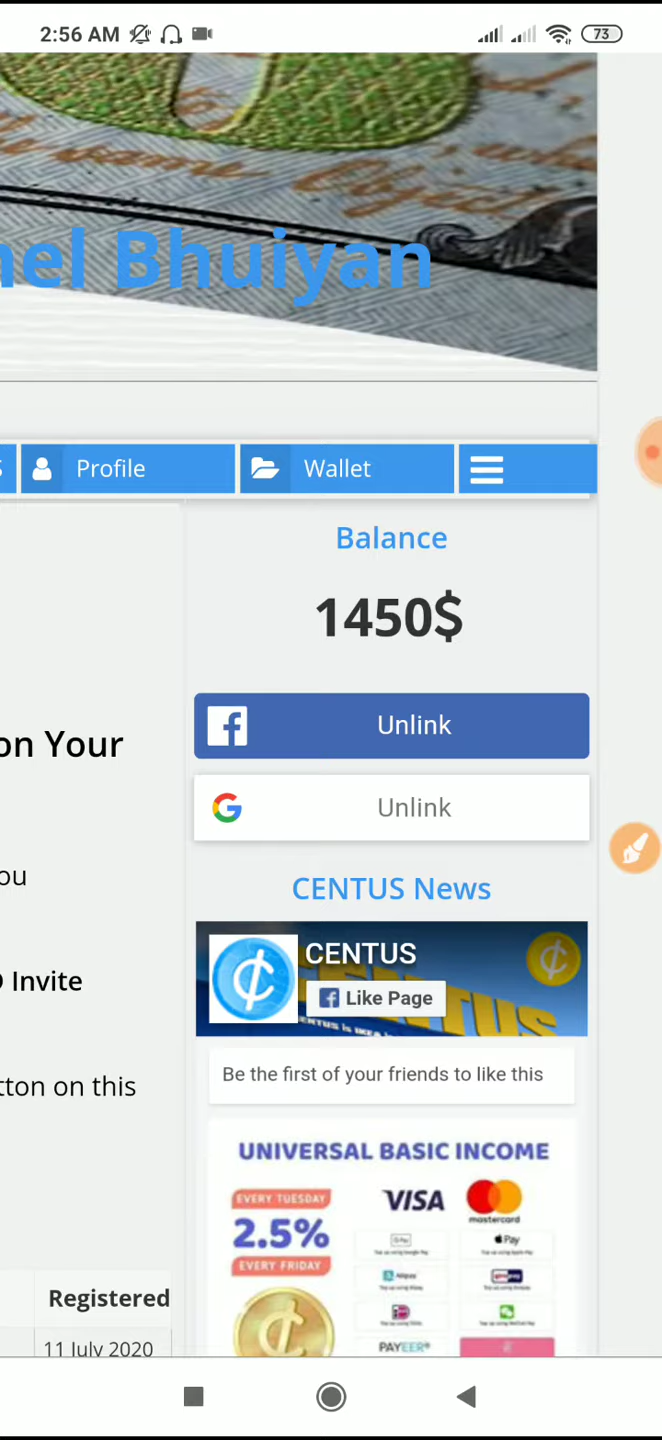 2:56 AM
73
nel Bhuiyan
S
Profile
Wallet
Balance
1450$
Unlink
on Your
Unlink
ou
CENTUS News
CENTUS
Like Page
O Invite
Be the first of your friends to like this
tton on this
UNIVERSAL BASIC INCOME
EVERY TUESDAY
VISA
2.5%
mastercard
EVERY FRIDAY
Pay
Registered
PAYEER
11 July 2020